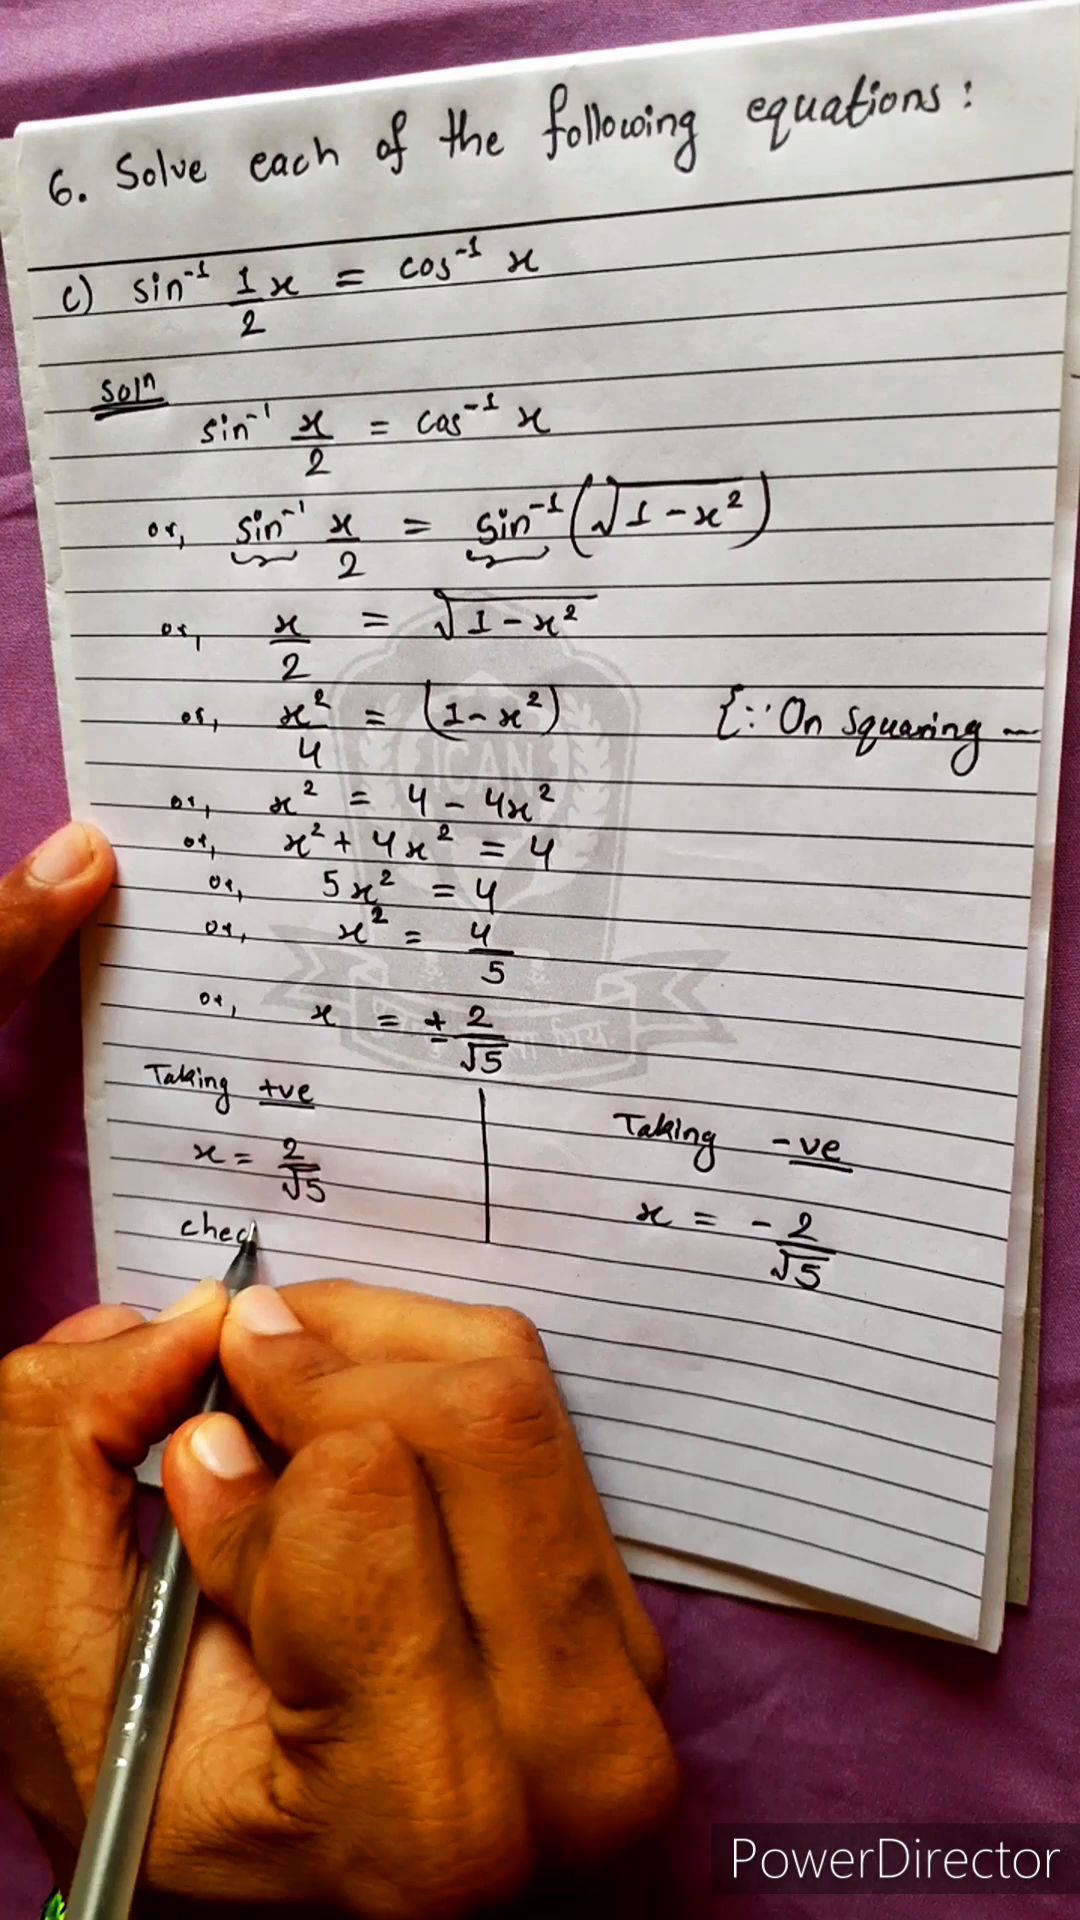 6. Solve each of the following equations:
c) sin⁻¹ 1/2 x = cos⁻¹ x
Soln
sin⁻¹ x/2 = cos⁻¹ x
or, sin⁻¹ x/2 = sin⁻¹ (√1-x²)
or, x/2 = √1-x²
or, x²/4 = (1-x²) {∵ On Squaring
or, x² = 4 - 4x²
or, x² + 4x² = 4
or, 5x² = 4
or, x² = 4/5
or, x = ± 2/√5
Taking +ve
x = 2/√5
chec
Taking -ve
x = - 2/√5
CAN
PowerDirector